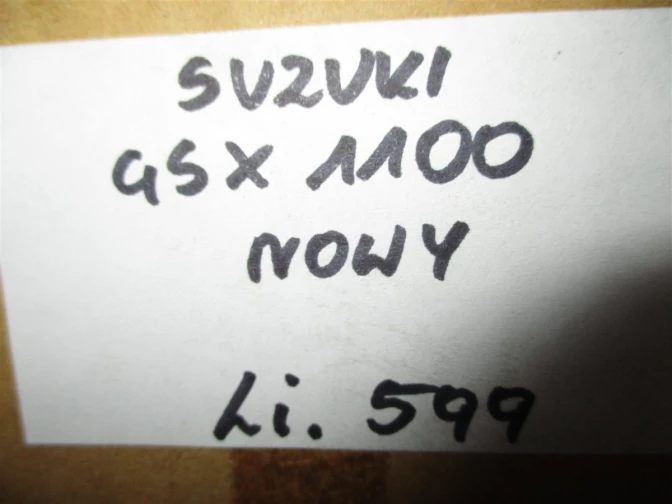 SUZUKI
GSX 1100
NOWY
Li. 599